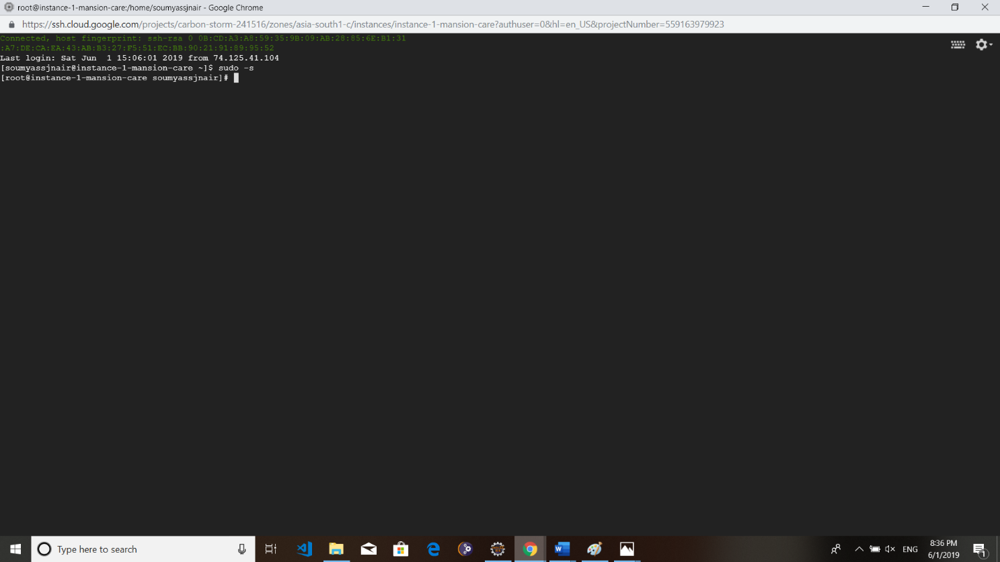 root@instance-1-mansion-care:/home/soumyassjnair - Google Chrome
https://ssh.cloud.google.com/projects/carbon-storm-241516/zones/asia-south1-c/instances/instance-1-mansion-care?authuser=0&hl=en_US&projectNumber=559163979923
Connected, host fingerprint: ssh-rsa 0 0B:CD:A3:A8:59:35:9B:09:AB:28:85:6E:B1:31
:A7:DE:CA:EA:43:AB:B3:27:F5:51:EC:BB:90:21:91:89:95:52
Last login: Sat Jun  1 15:06:01 2019 from 74.125.41.104
[soumyassjnair@instance-1-mansion-care ~]$ sudo -s
[root@instance-1-mansion-care soumyassjnair]#
Type here to search
ENG
8:36 PM
6/1/2019
1